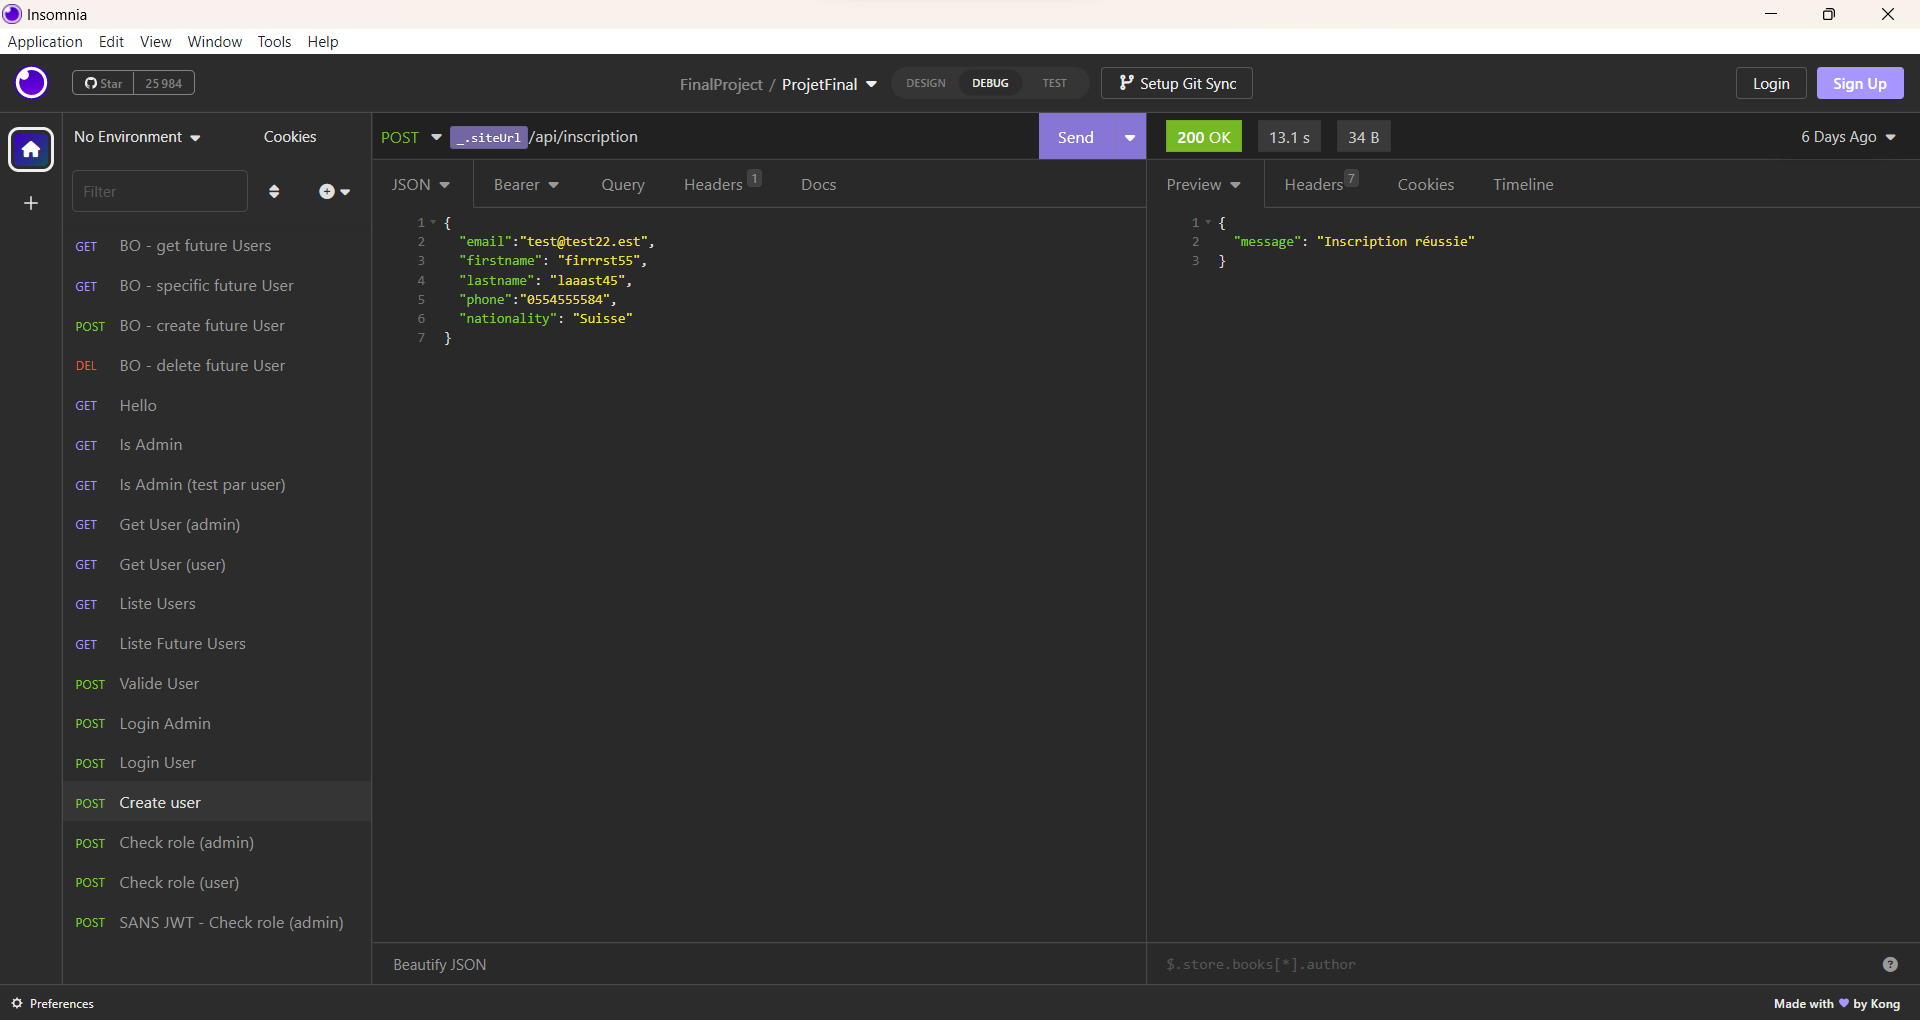 Insomnia
Application Edit View Window Tools Help
Star 25 984
FinalProject / ProjetFinal
DESIGN DEBUG TEST
Setup Git Sync
Login
Sign Up
No Environment
Cookies
Filter
GET BO - get future Users
GET BO - specific future User
POST BO - create future User
DEL BO - delete future User
GET Hello
GET Is Admin
GET Is Admin (test par user)
GET Get User (admin)
GET Get User (user)
GET Liste Users
GET Liste Future Users
POST Valide User
POST Login Admin
POST Login User
POST Create user
POST Check role (admin)
POST Check role (user)
POST SANS JWT - Check role (admin)
POST _.siteUrl /api/inscription
Send
JSON Bearer Query Headers 1 Docs
1 {
2 "email":"test@test22.est",
3 "firstname": "firrrst55",
4 "lastname": "laaast45",
5 "phone":"0554555584",
6 "nationality": "Suisse"
7 }
Beautify JSON
200 OK 13.1 s 34 B
6 Days Ago
Preview Headers 7 Cookies Timeline
1 {
2 "message": "Inscription réussie"
3 }
$.store.books[*].author
?
Preferences
Made with 💜 by Kong